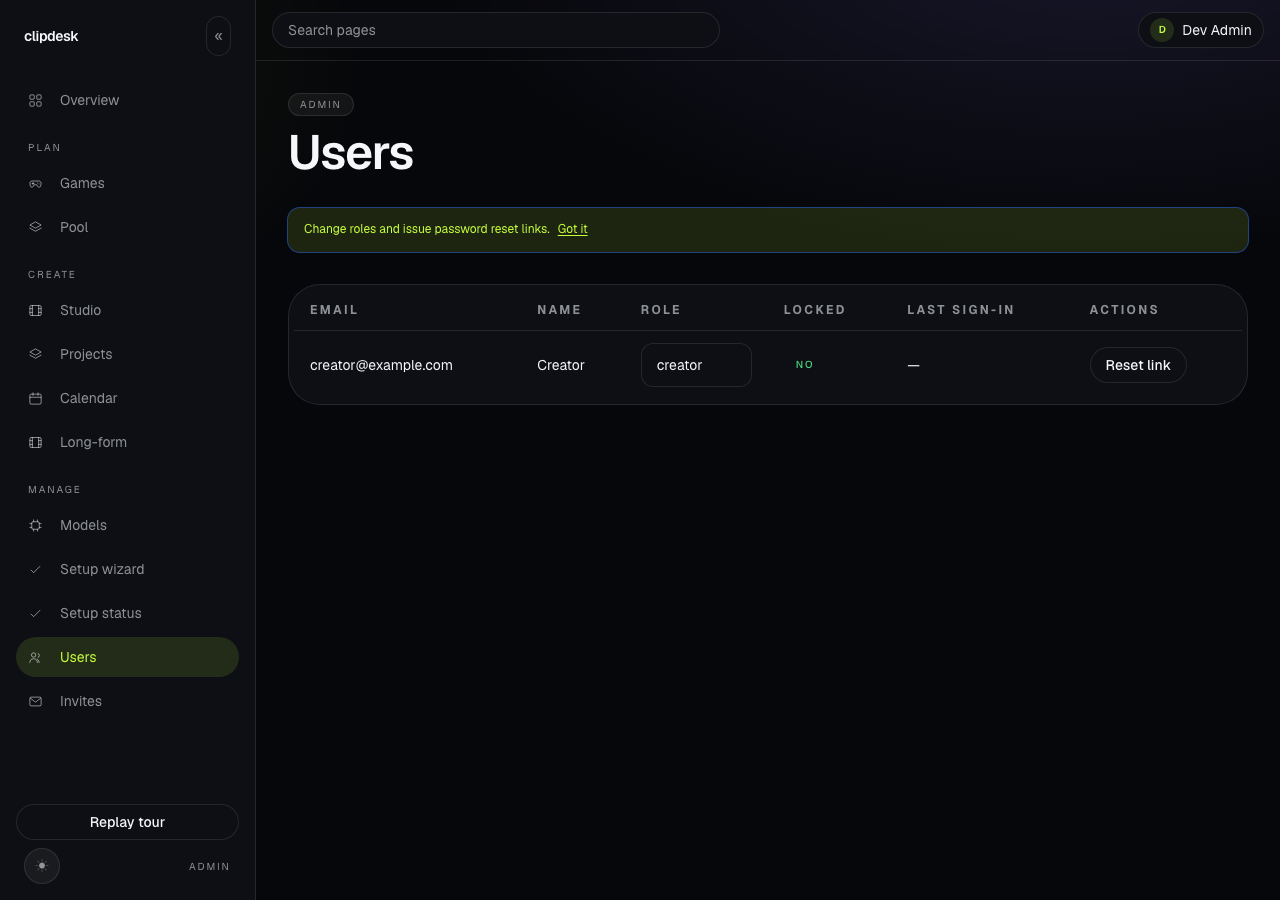 clipdesk
«
Search pages
D
Dev Admin
Overview
PLAN
Games
Pool
CREATE
Studio
Projects
Calendar
Long-form
MANAGE
Models
Setup wizard
Setup status
Users
Invites
Replay tour
ADMIN
ADMIN
Users
Change roles and issue password reset links. Got it
EMAIL NAME ROLE LOCKED LAST SIGN-IN ACTIONS
creator@example.com Creator creator NO — Reset link